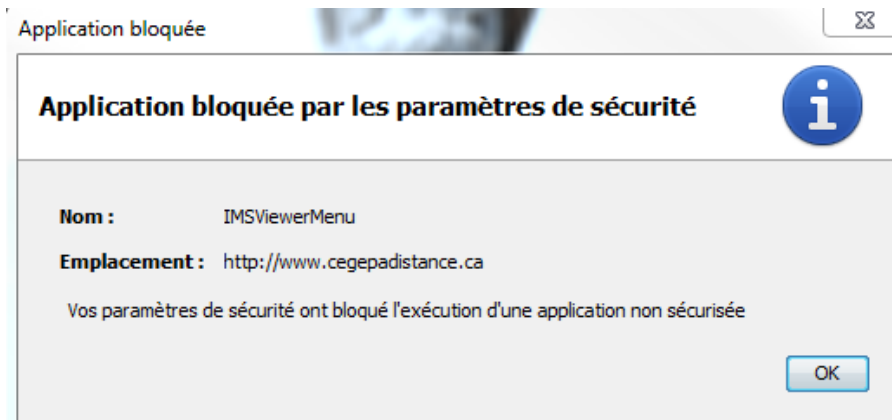 Application bloquée
Application bloquée par les paramètres de sécurité
Nom : IMSViewerMenu
Emplacement : http://www.cegepadistance.ca
Vos paramètres de sécurité ont bloqué l'exécution d'une application non sécurisée
OK